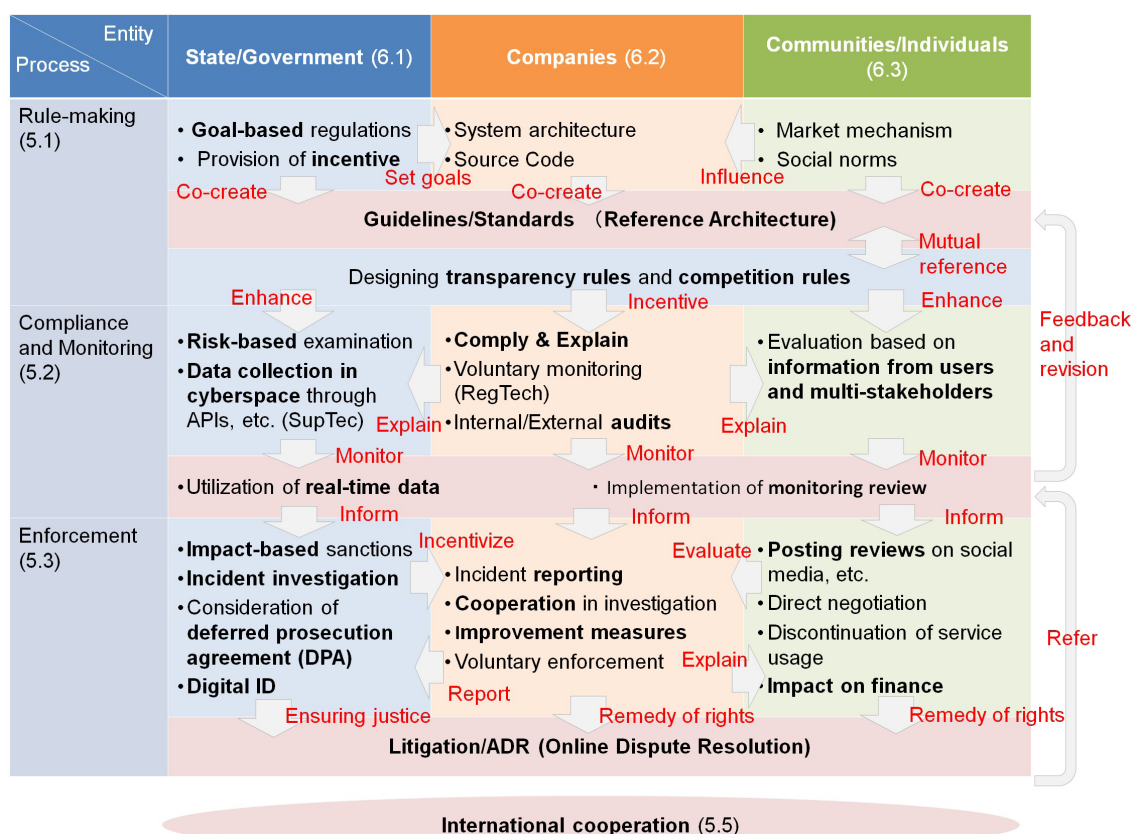 Entity
Process
State/Government (6.1)
Companies (6.2)
Communities/Individuals
(6.3)
Rule-making
(5.1)
• Goal-based regulations
• Provision of incentive
•System architecture
•Source Code
• Market mechanism
• Social norms
Co-create
Set goals
Co-create
Influence
Co-create
Guidelines/Standards （Reference Architecture)
Mutual
reference
Designing transparency rules and competition rules
Enhance
Incentive
Enhance
Feedback
and
revision
Compliance
and Monitoring
(5.2)
•Risk-based examination
•Data collection in
cyberspace through
APIs, etc. (SupTec)
Explain
•Comply & Explain
•Voluntary monitoring
(RegTech)
•Internal/External audits
Explain
•Evaluation based on
information from users
and multi-stakeholders
Monitor
Monitor
Monitor
•Utilization of real-time data
・Implementation of monitoring review
Inform
Inform
Inform
Enforcement
(5.3)
•Impact-based sanctions
•Incident investigation
•Consideration of
deferred prosecution
agreement (DPA)
•Digital ID
Incentivize
•Incident reporting
•Cooperation in investigation
•Improvement measures
•Voluntary enforcement
Report
Evaluate
Explain
•Posting reviews on social
media, etc.
•Direct negotiation
•Discontinuation of service
usage
•Impact on finance
Refer
Ensuring justice
Remedy of rights
Remedy of rights
Litigation/ADR (Online Dispute Resolution)
International cooperation (5.5)